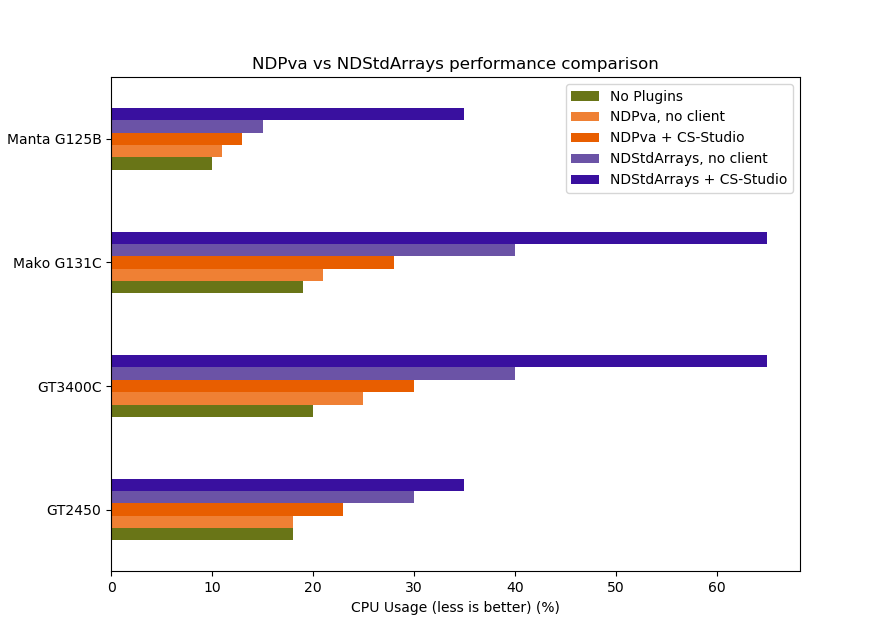 NDPva vs NDStdArrays performance comparison
No Plugins
NDPva, no client
NDPva + CS-Studio
NDStdArrays, no client
NDStdArrays + CS-Studio
Manta G125B
Mako G131C
GT3400C
GT2450
0 10 20 30 40 50 60
CPU Usage (less is better) (%)